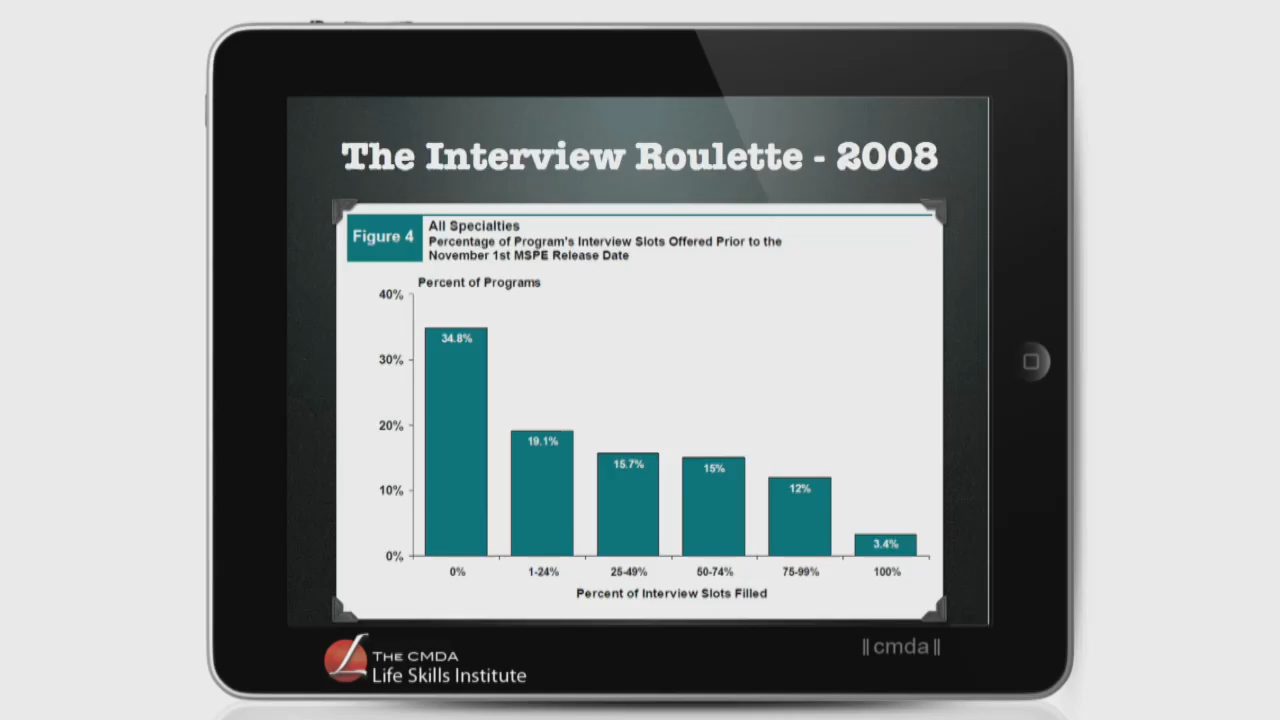 The Interview Roulette - 2008
Figure 4
All Specialties
Percentage of Program's Interview Slots Offered Prior to the
November 1st MSPE Release Date
Percent of Programs
40%
30%
20%
10%
0%
34.8%
19.1%
15.7%
15%
12%
3.4%
0%
1-24%
25-49%
50-74%
75-99%
100%
Percent of Interview Slots Filled
THE CMDA
Life Skills Institute
||cmda||